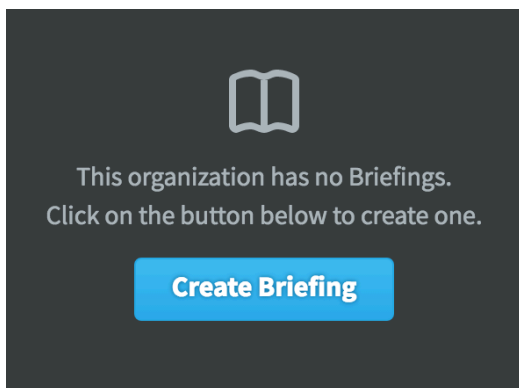 This organization has no Briefings.
Click on the button below to create one.
Create Briefing